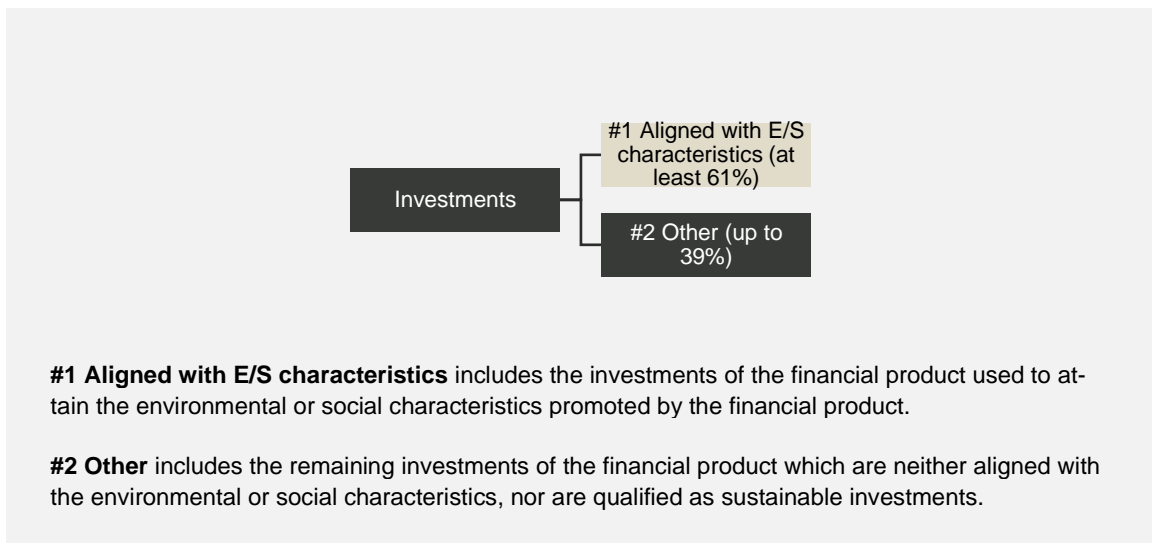 #1 Aligned with E/S
characteristics (at
least 61%)
Investments
#2 Other (up to
39%)
#1 Aligned with E/S characteristics includes the investments of the financial product used to at-
tain the environmental or social characteristics promoted by the financial product.
#2 Other includes the remaining investments of the financial product which are neither aligned with
the environmental or social characteristics, nor are qualified as sustainable investments.